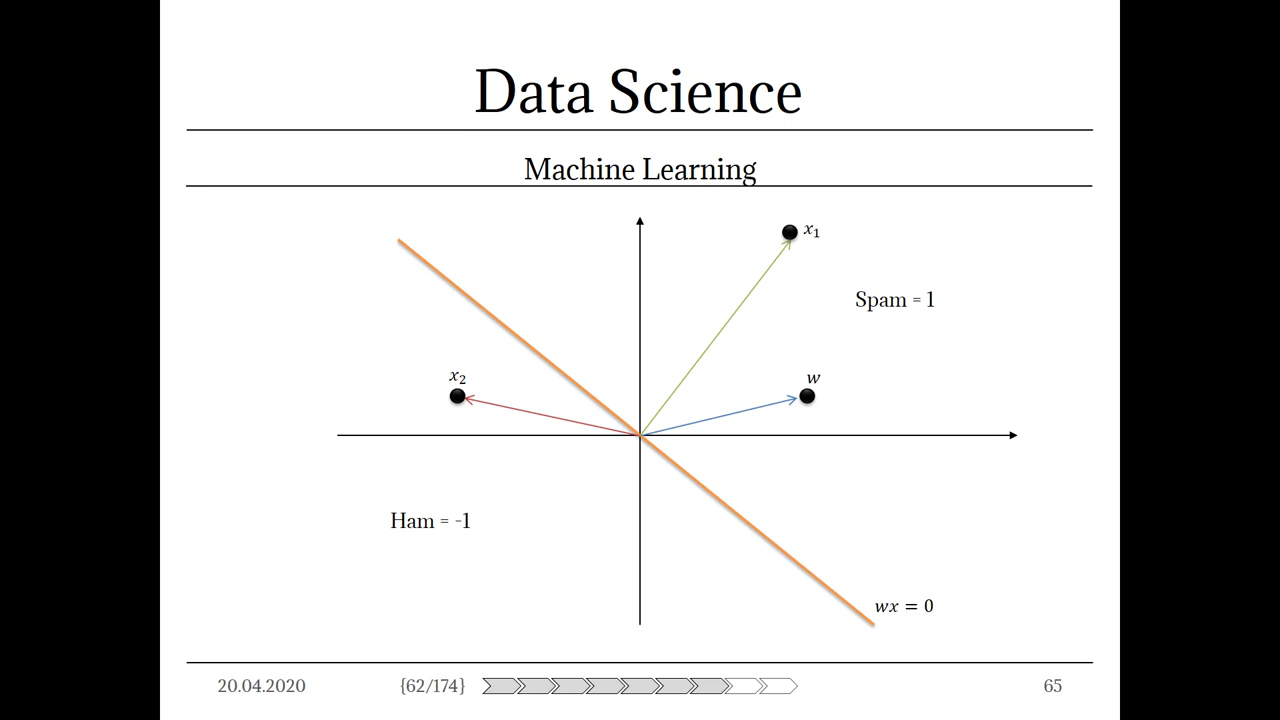 Data Science
Machine Learning
x₁
Spam = 1
x₂
w
Ham = -1
wx = 0
20.04.2020 {62/174} 65